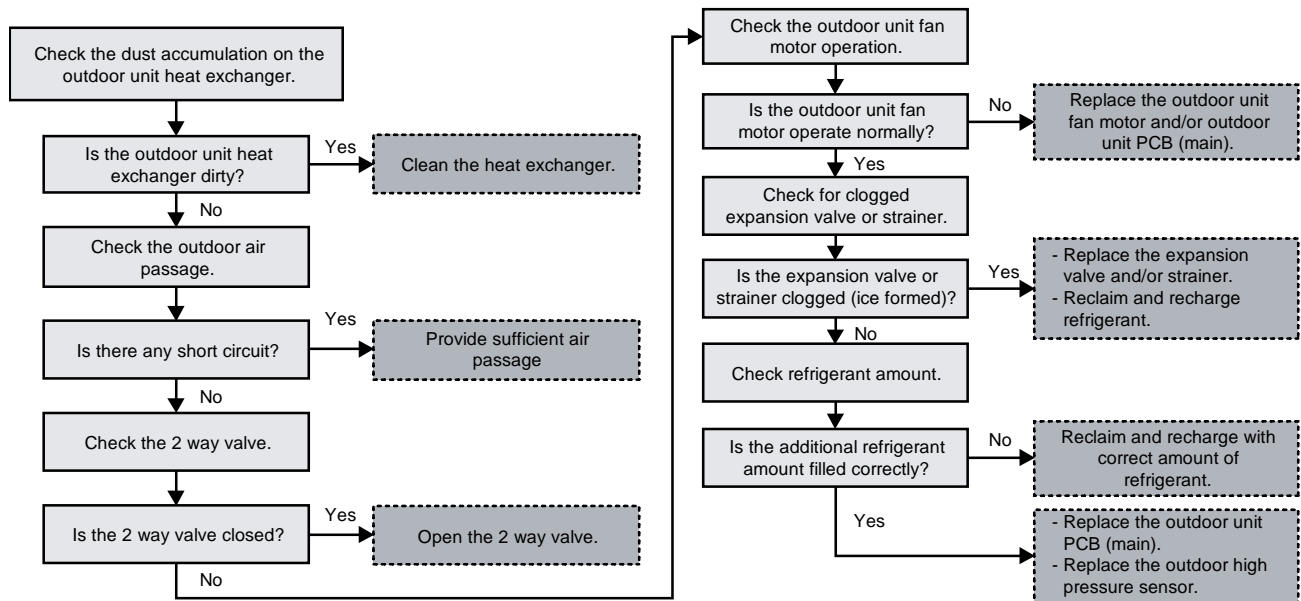 Check the dust accumulation on the
outdoor unit heat exchanger.
Is the outdoor unit heat
exchanger dirty?
Yes
Clean the heat exchanger.
No
Check the outdoor air
passage.
Is there any short circuit?
Yes
Provide sufficient air
passage
No
Check the 2 way valve.
Is the 2 way valve closed?
Yes
Open the 2 way valve.
No
Check the outdoor unit fan
motor operation.
Is the outdoor unit fan
motor operate normally?
No
Replace the outdoor unit
fan motor and/or outdoor
unit PCB (main).
Yes
Check for clogged
expansion valve or strainer.
Is the expansion valve or
strainer clogged (ice formed)?
Yes
- Replace the expansion
valve and/or strainer.
- Reclaim and recharge
refrigerant.
No
Check refrigerant amount.
Is the additional refrigerant
amount filled correctly?
No
Reclaim and recharge with
correct amount of
refrigerant.
Yes
- Replace the outdoor unit
PCB (main).
- Replace the outdoor high
pressure sensor.